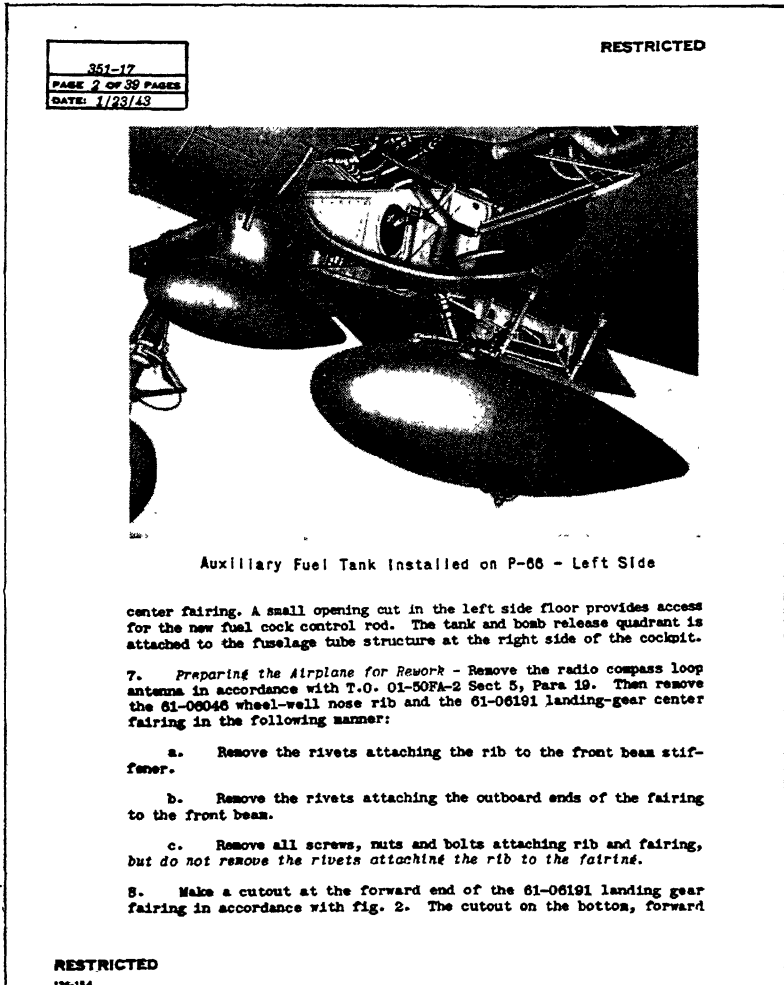 RESTRICTED
351-17
PAGE 2 OF 39 PAGES
DATE: 1/23/43
Auxiliary Fuel Tank Installed on P-66 - Left Side
center fairing. A small opening cut in the left side floor provides access
for the new fuel cock control rod. The tank and bomb release quadrant is
attached to the fuselage tube structure at the right side of the cockpit.
7. Preparing the Airplane for Rework - Remove the radio compass loop
antenna in accordance with T.O. 01-50FA-2 Sect 5, Para 19. Then remove
the 61-06046 wheel-well nose rib and the 61-06191 landing-gear center
fairing in the following manner:
a. Remove the rivets attaching the rib to the front beam stif-
fener.
b. Remove the rivets attaching the outboard ends of the fairing
to the front beam.
c. Remove all screws, nuts and bolts attaching rib and fairing,
but do not remove the rivets attaching the rib to the fairing.
8. Make a cutout at the forward end of the 61-06191 landing gear
fairing in accordance with fig. 2. The cutout on the bottom, forward
RESTRICTED